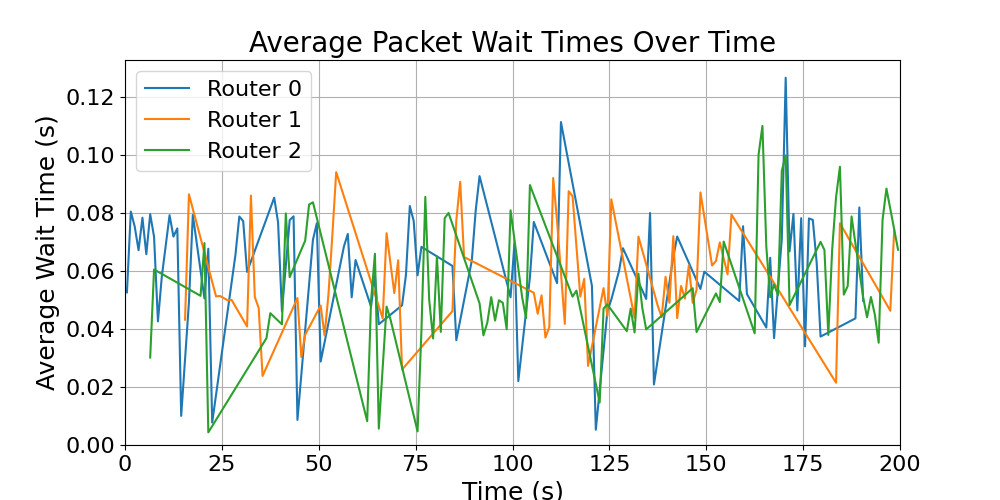 Average Packet Wait Times Over Time
Average Wait Time (s)
0.12
0.10
0.08
0.06
0.04
0.02
0.00
Router 0
Router 1
Router 2
0 25 50 75 100 125 150 175 200
Time (s)